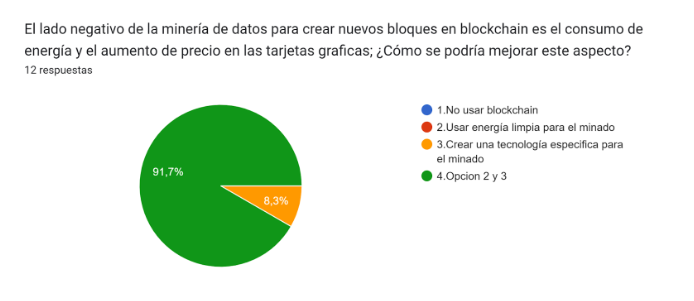 El lado negativo de la minería de datos para crear nuevos bloques en blockchain es el consumo de
energía y el aumento de precio en las tarjetas graficas; ¿Cómo se podría mejorar este aspecto?
12 respuestas
91,7%
8,3%
1.No usar blockchain
2.Usar energía limpia para el minado
3.Crear una tecnología especifica para
el minado
4.Opcion 2 y 3